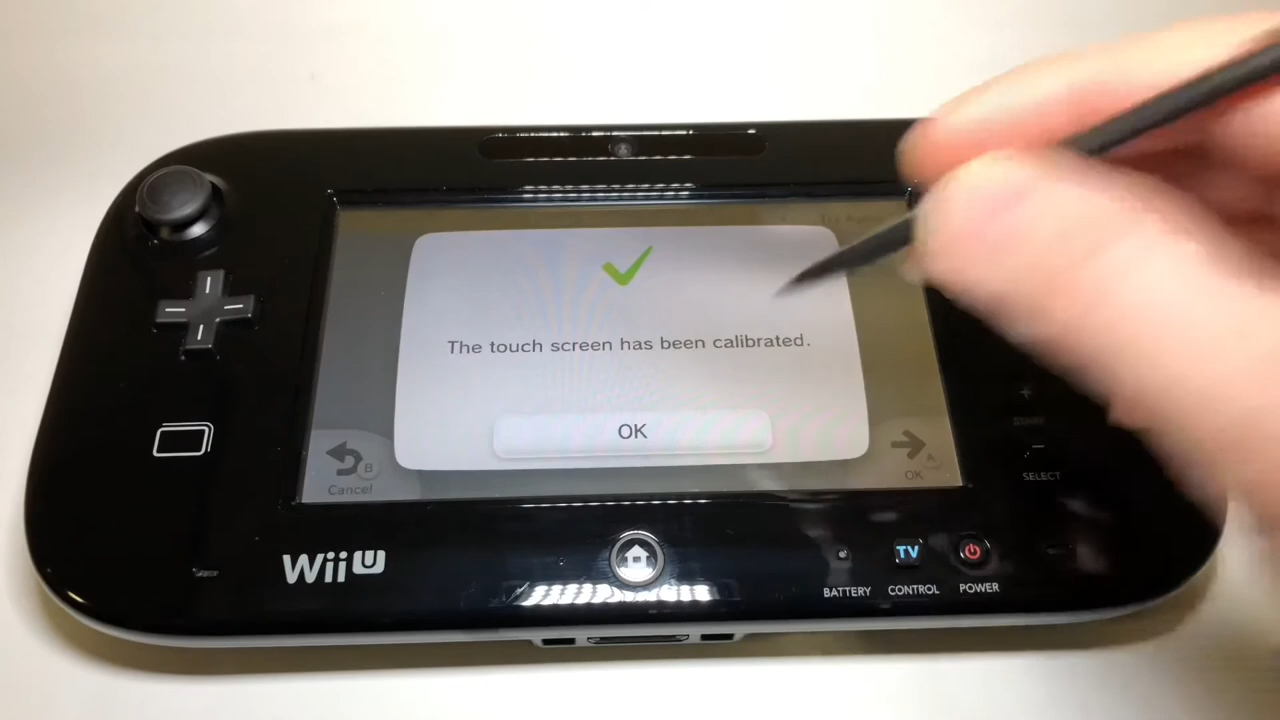 The touch screen has been calibrated.
OK
B
Cancel
A
OK
SELECT
Wii U
TV
BATTERY
CONTROL
POWER